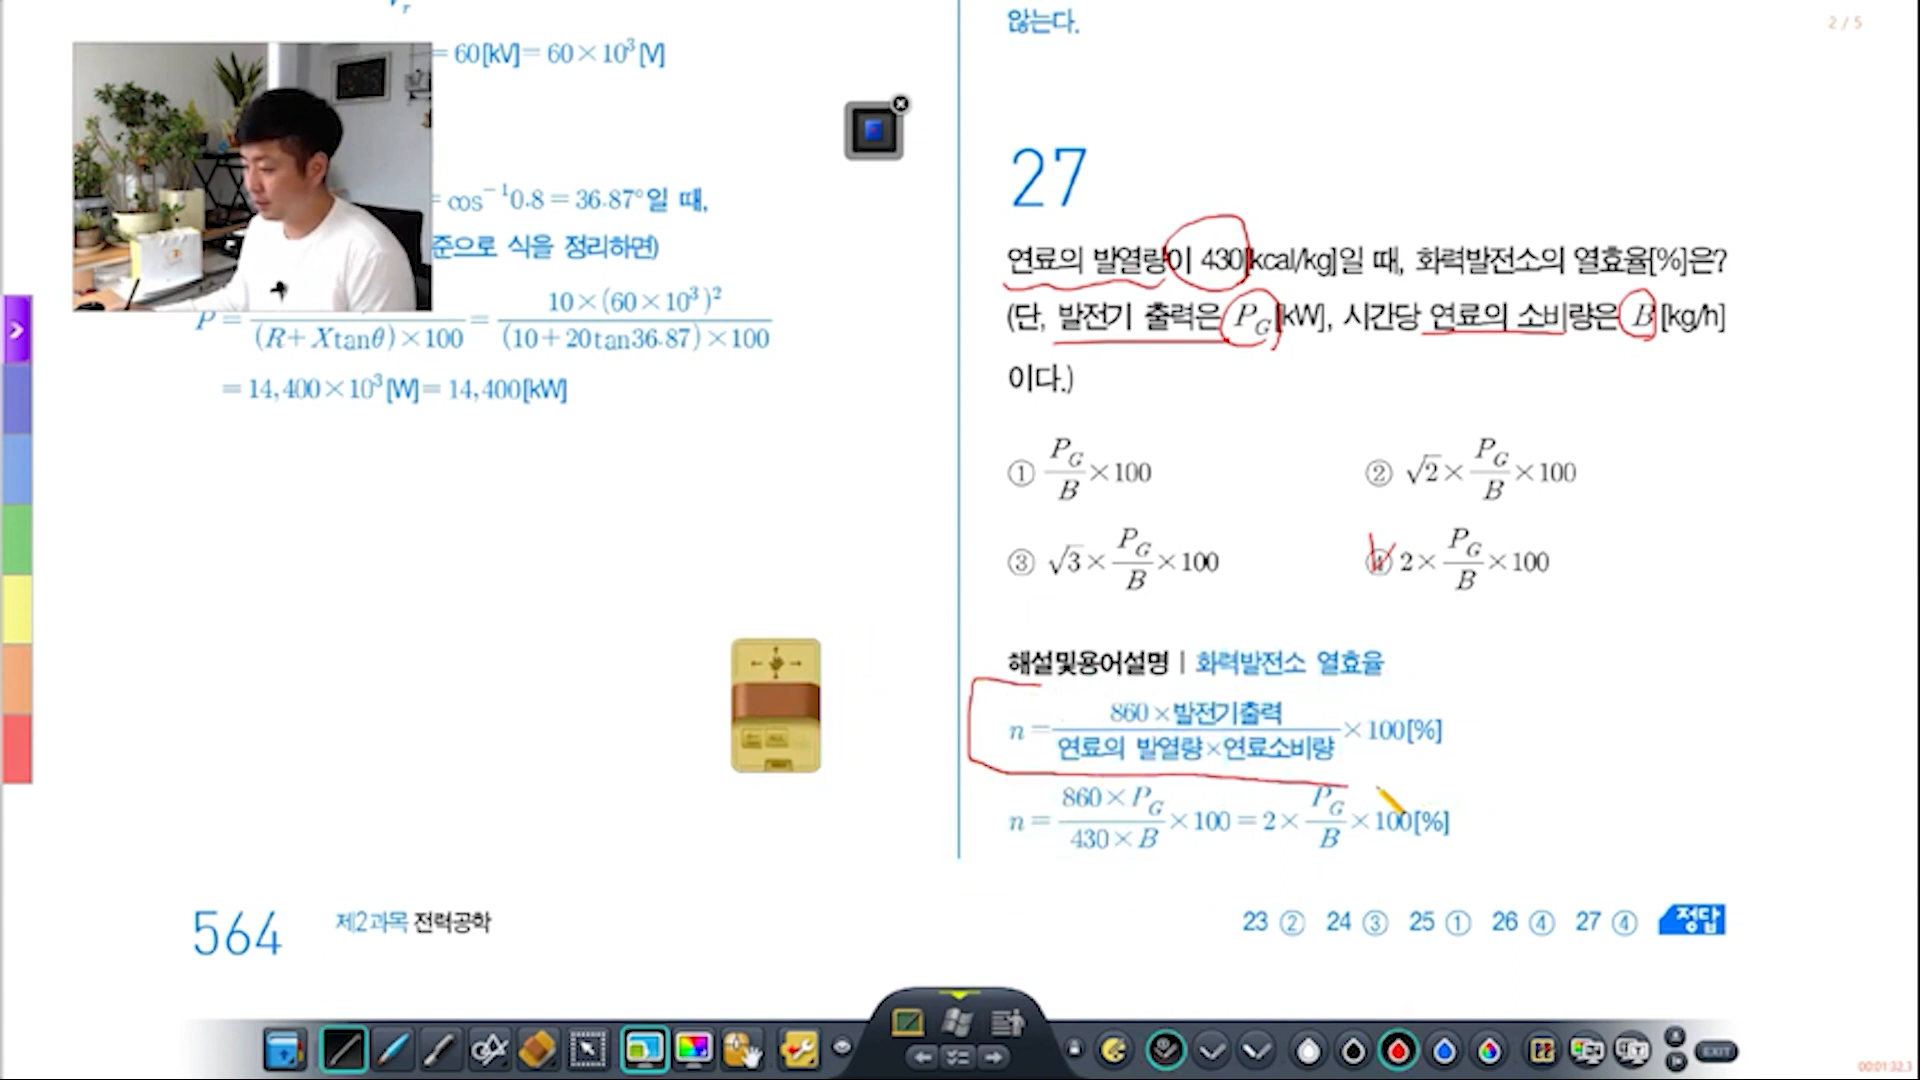 = 60[kV] = 60×10³[V]
= cos⁻¹0.8 = 36.87°일 때,
준으로 식을 정리하면)
P = / (R+Xtanθ)×100 = 10×(60×10³)² / (10+20tan36.87)×100
= 14,400×10³[W] = 14,400[kW]
564 제2과목 전력공학
않는다.
2 / 5
27
연료의 발열량이 430[kcal/kg]일 때, 화력발전소의 열효율[%]은?
(단, 발전기 출력은 P_G[kW], 시간당 연료의 소비량은 B[kg/h]
이다.)
① P_G/B ×100 ② √2× P_G/B ×100
③ √3× P_G/B ×100 ④ 2× P_G/B ×100
해설및용어설명 | 화력발전소 열효율
n = 860×발전기출력 / 연료의 발열량×연료소비량 ×100[%]
n = 860×P_G / 430×B ×100 = 2× P_G/B ×100[%]
23 ② 24 ③ 25 ① 26 ④ 27 ④ 정답
EXIT
00:01:32.3